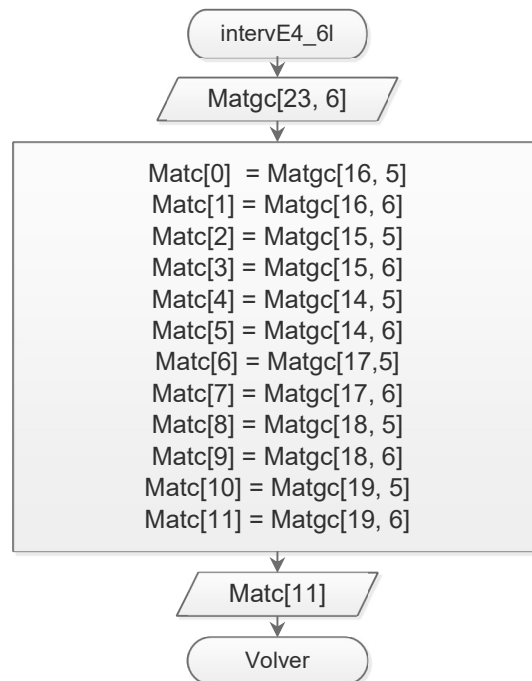 intervE4_6l
Matgc[23, 6]
Matc[0]  = Matgc[16, 5]
Matc[1] = Matgc[16, 6]
Matc[2] = Matgc[15, 5]
Matc[3] = Matgc[15, 6]
Matc[4] = Matgc[14, 5]
Matc[5] = Matgc[14, 6]
Matc[6] = Matgc[17,5]
Matc[7] = Matgc[17, 6]
Matc[8] = Matgc[18, 5]
Matc[9] = Matgc[18, 6]
Matc[10] = Matgc[19, 5]
Matc[11] = Matgc[19, 6]
Matc[11]
Volver